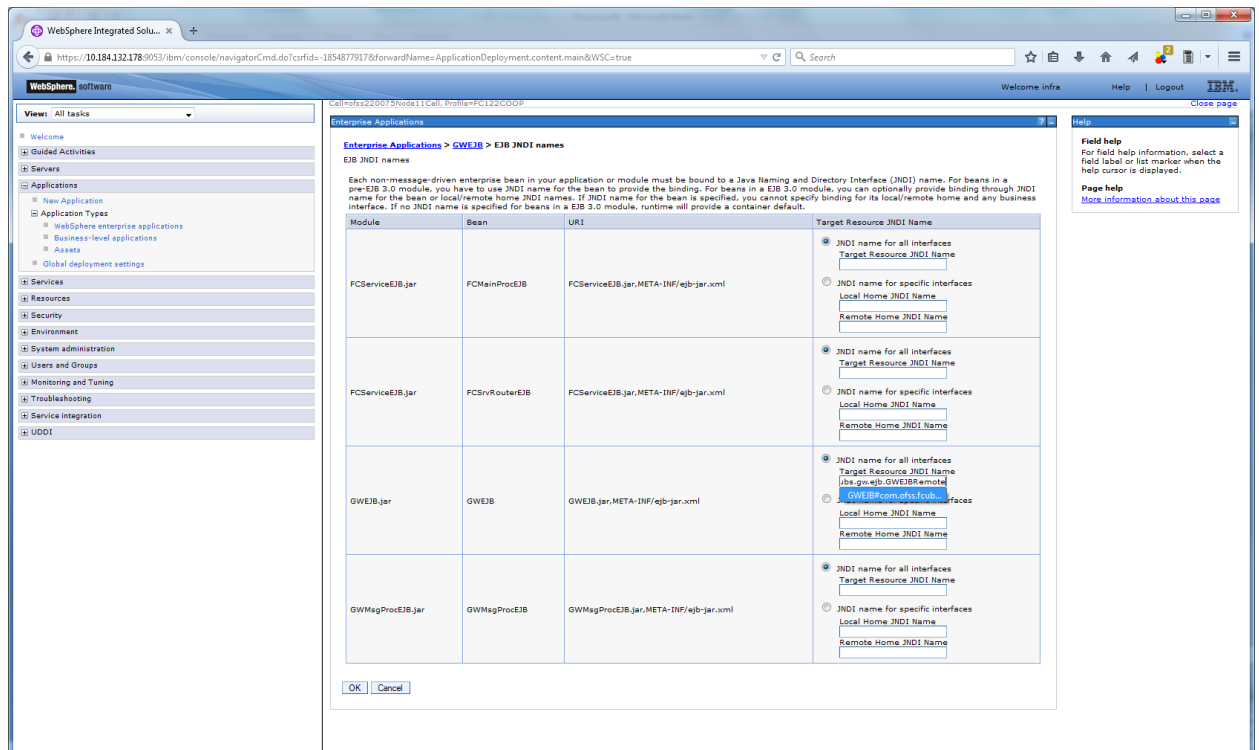 WebSphere Integrated Solu... × +
https://10.184.132.178:9053/ibm/console/navigatorCmd.do?csrfid=-1854877917&forwardName=ApplicationDeployment.content.main&WSC=true
Search
2
WebSphere. software
Welcome infra
Help | Logout
IBM.
View: All tasks
Welcome
Guided Activities
Servers
Applications
New Application
Application Types
WebSphere enterprise applications
Business-level applications
Assets
Global deployment settings
Services
Resources
Security
Environment
System administration
Users and Groups
Monitoring and Tuning
Troubleshooting
Service integration
UDDI
Cell=ofss220075Node11Cell, Profile=FC122COOP
Close page
Enterprise Applications
Enterprise Applications > GWEJB > EJB JNDI names
EJB JNDI names
Each non-message-driven enterprise bean in your application or module must be bound to a Java Naming and Directory Interface (JNDI) name. For beans in a
pre-EJB 3.0 module, you have to use JNDI name for the bean to provide the binding. For beans in a EJB 3.0 module, you can optionally provide binding through JNDI
name for the bean or local/remote home JNDI names. If JNDI name for the bean is specified, you cannot specify binding for its local/remote home and any business
interface. If no JNDI name is specified for beans in a EJB 3.0 module, runtime will provide a container default.
Module Bean URI Target Resource JNDI Name
FCServiceEJB.jar FCMainProcEJB FCServiceEJB.jar,META-INF/ejb-jar.xml
JNDI name for all interfaces
Target Resource JNDI Name
JNDI name for specific interfaces
Local Home JNDI Name
Remote Home JNDI Name
FCServiceEJB.jar FCSrvRouterEJB FCServiceEJB.jar,META-INF/ejb-jar.xml
JNDI name for all interfaces
Target Resource JNDI Name
JNDI name for specific interfaces
Local Home JNDI Name
Remote Home JNDI Name
GWEJB.jar GWEJB GWEJB.jar,META-INF/ejb-jar.xml
JNDI name for all interfaces
Target Resource JNDI Name
ubs.gw.ejb.GWEJBRemote
GWEJB#com.ofss.fcub...
Local Home JNDI Name
Remote Home JNDI Name
GWMsgProcEJB.jar GWMsgProcEJB GWMsgProcEJB.jar,META-INF/ejb-jar.xml
JNDI name for all interfaces
Target Resource JNDI Name
JNDI name for specific interfaces
Local Home JNDI Name
Remote Home JNDI Name
OK Cancel
Help
Field help
For field help information, select a
field label or list marker when the
help cursor is displayed.
Page help
More information about this page